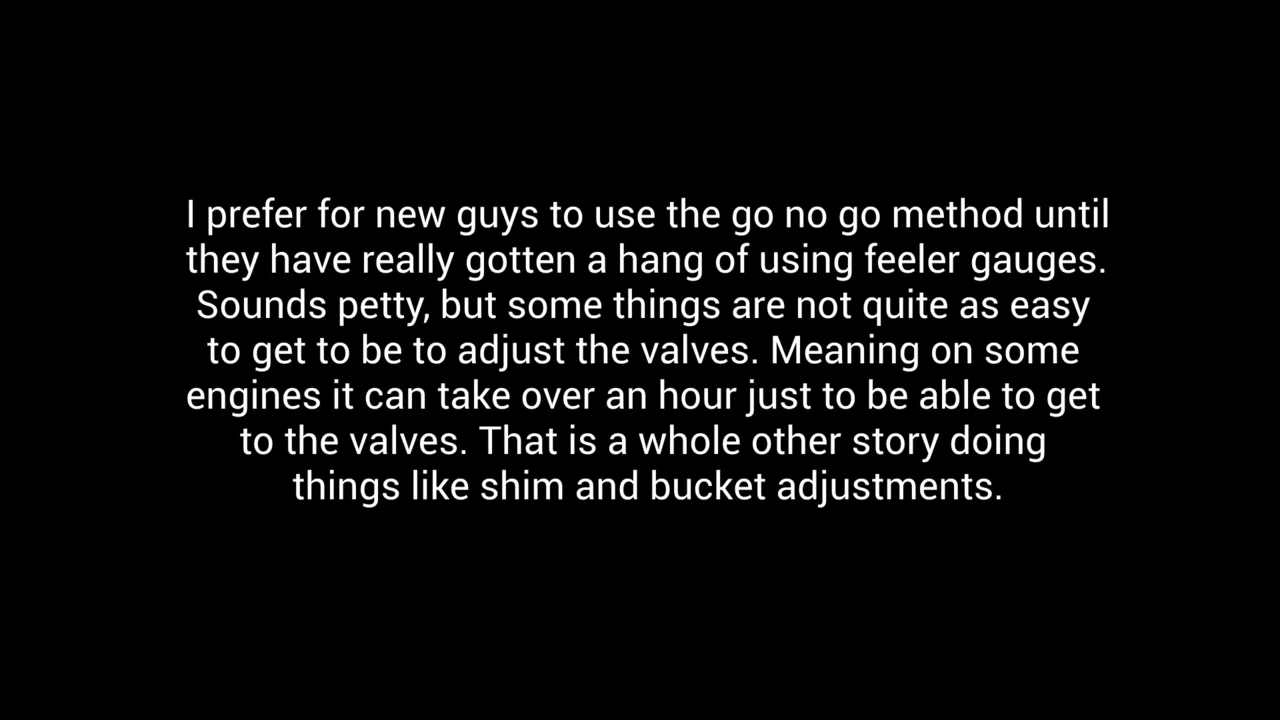 I prefer for new guys to use the go no go method until
they have really gotten a hang of using feeler gauges.
Sounds petty, but some things are not quite as easy
to get to be to adjust the valves. Meaning on some
engines it can take over an hour just to be able to get
to the valves. That is a whole other story doing
things like shim and bucket adjustments.